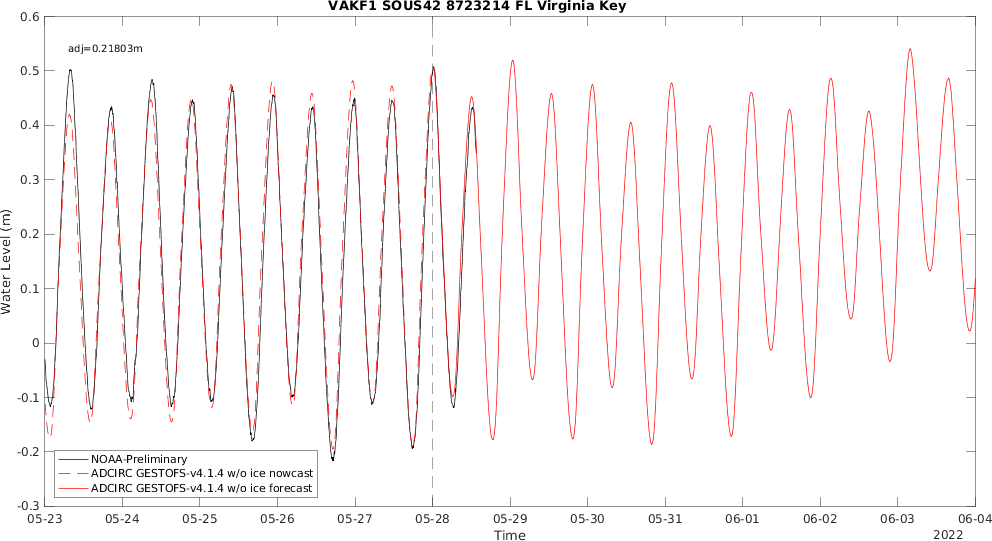 VAKF1 SOUS42 8723214 FL Virginia Key
0.6
adj=0.21803m
0.5
0.4
0.3
0.2
0.1
0
-0.1
-0.2
-0.3
Water Level (m)
NOAA-Preliminary
ADCIRC GESTOFS-v4.1.4 w/o ice nowcast
ADCIRC GESTOFS-v4.1.4 w/o ice forecast
05-23 05-24 05-25 05-26 05-27 05-28 05-29 05-30 05-31 06-01 06-02 06-03 06-04
Time
2022